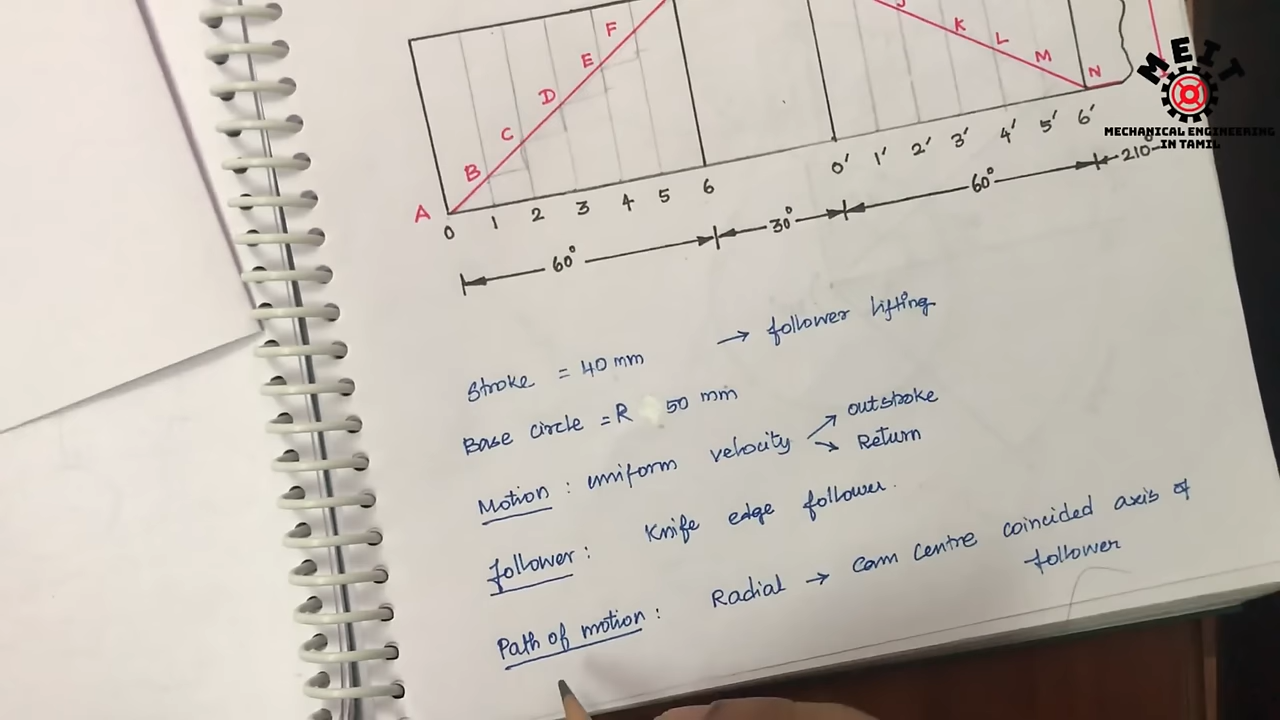 F
E
D
C
B
A
K
L
M
N
0 1 2 3 4 5 6
0' 1' 2' 3' 4' 5' 6'
60° 30° 60° 210°
MEIT
MECHANICAL ENGINEERING
IN TAMIL
Stroke = 40 mm → follower lifting
Base circle = R 50 mm
Motion : uniform velocity → outstroke
→ Return
follower : Knife edge follower.
Path of motion : Radial → Cam centre coincided axis of
follower